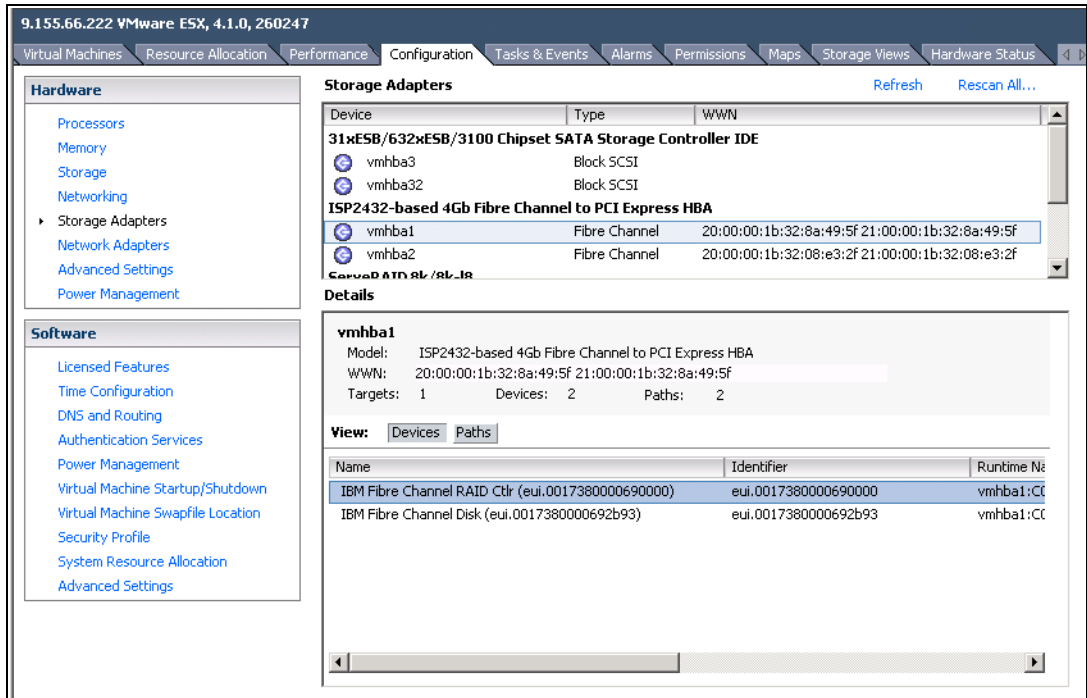 9.155.66.222 VMware ESX, 4.1.0, 260247
Virtual Machines Resource Allocation Performance Configuration Tasks & Events Alarms Permissions Maps Storage Views Hardware Status
Hardware
Processors
Memory
Storage
Networking
Storage Adapters
Network Adapters
Advanced Settings
Power Management
Software
Licensed Features
Time Configuration
DNS and Routing
Authentication Services
Power Management
Virtual Machine Startup/Shutdown
Virtual Machine Swapfile Location
Security Profile
System Resource Allocation
Advanced Settings
Storage Adapters Refresh Rescan All...
Device Type WWN
31xESB/632xESB/3100 Chipset SATA Storage Controller IDE
vmhba3 Block SCSI
vmhba32 Block SCSI
ISP2432-based 4Gb Fibre Channel to PCI Express HBA
vmhba1 Fibre Channel 20:00:00:1b:32:8a:49:5f 21:00:00:1b:32:8a:49:5f
vmhba2 Fibre Channel 20:00:00:1b:32:08:e3:2f 21:00:00:1b:32:08:e3:2f
ServeRAID 8k/8k-l8
Details
vmhba1
Model: ISP2432-based 4Gb Fibre Channel to PCI Express HBA
WWN: 20:00:00:1b:32:8a:49:5f 21:00:00:1b:32:8a:49:5f
Targets: 1 Devices: 2 Paths: 2
View: Devices Paths
Name Identifier Runtime Na
IBM Fibre Channel RAID Ctlr (eui.0017380000690000) eui.0017380000690000 vmhba1:C0
IBM Fibre Channel Disk (eui.0017380000692b93) eui.0017380000692b93 vmhba1:C0